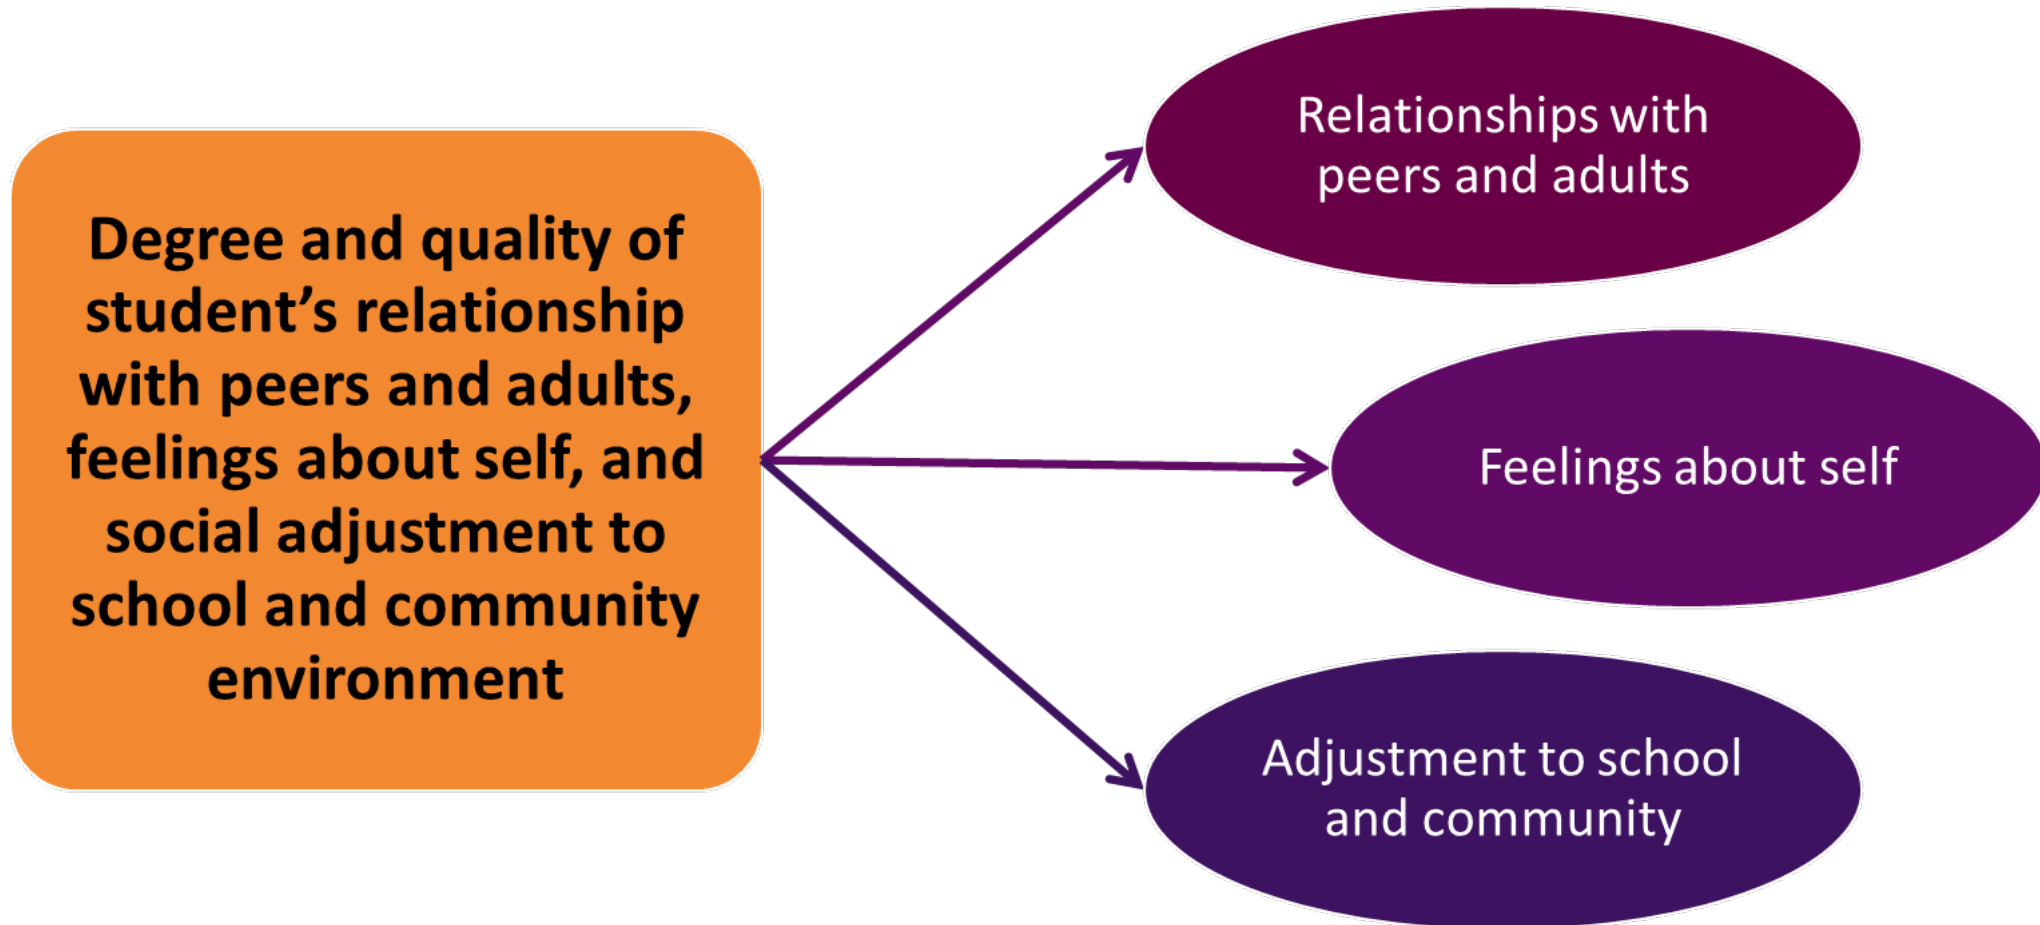 Degree and quality of
student’s relationship
with peers and adults,
feelings about self, and
social adjustment to
school and community
environment
Relationships with
peers and adults
Feelings about self
Adjustment to school
and community